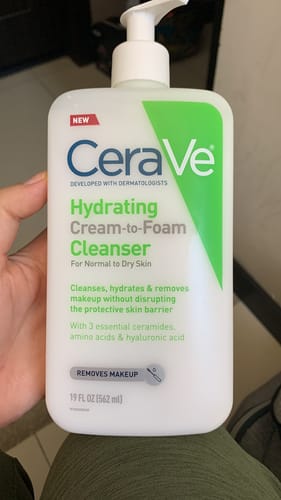 NEW
CeraVe®
DEVELOPED WITH DERMATOLOGISTS
Hydrating
Cream-to-Foam
Cleanser
For Normal to Dry Skin
Cleanses, hydrates & removes
makeup without disrupting
the protective skin barrier
With 3 essential ceramides,
amino acids & hyaluronic acid
REMOVES MAKEUP
19 FL OZ (562 ml)